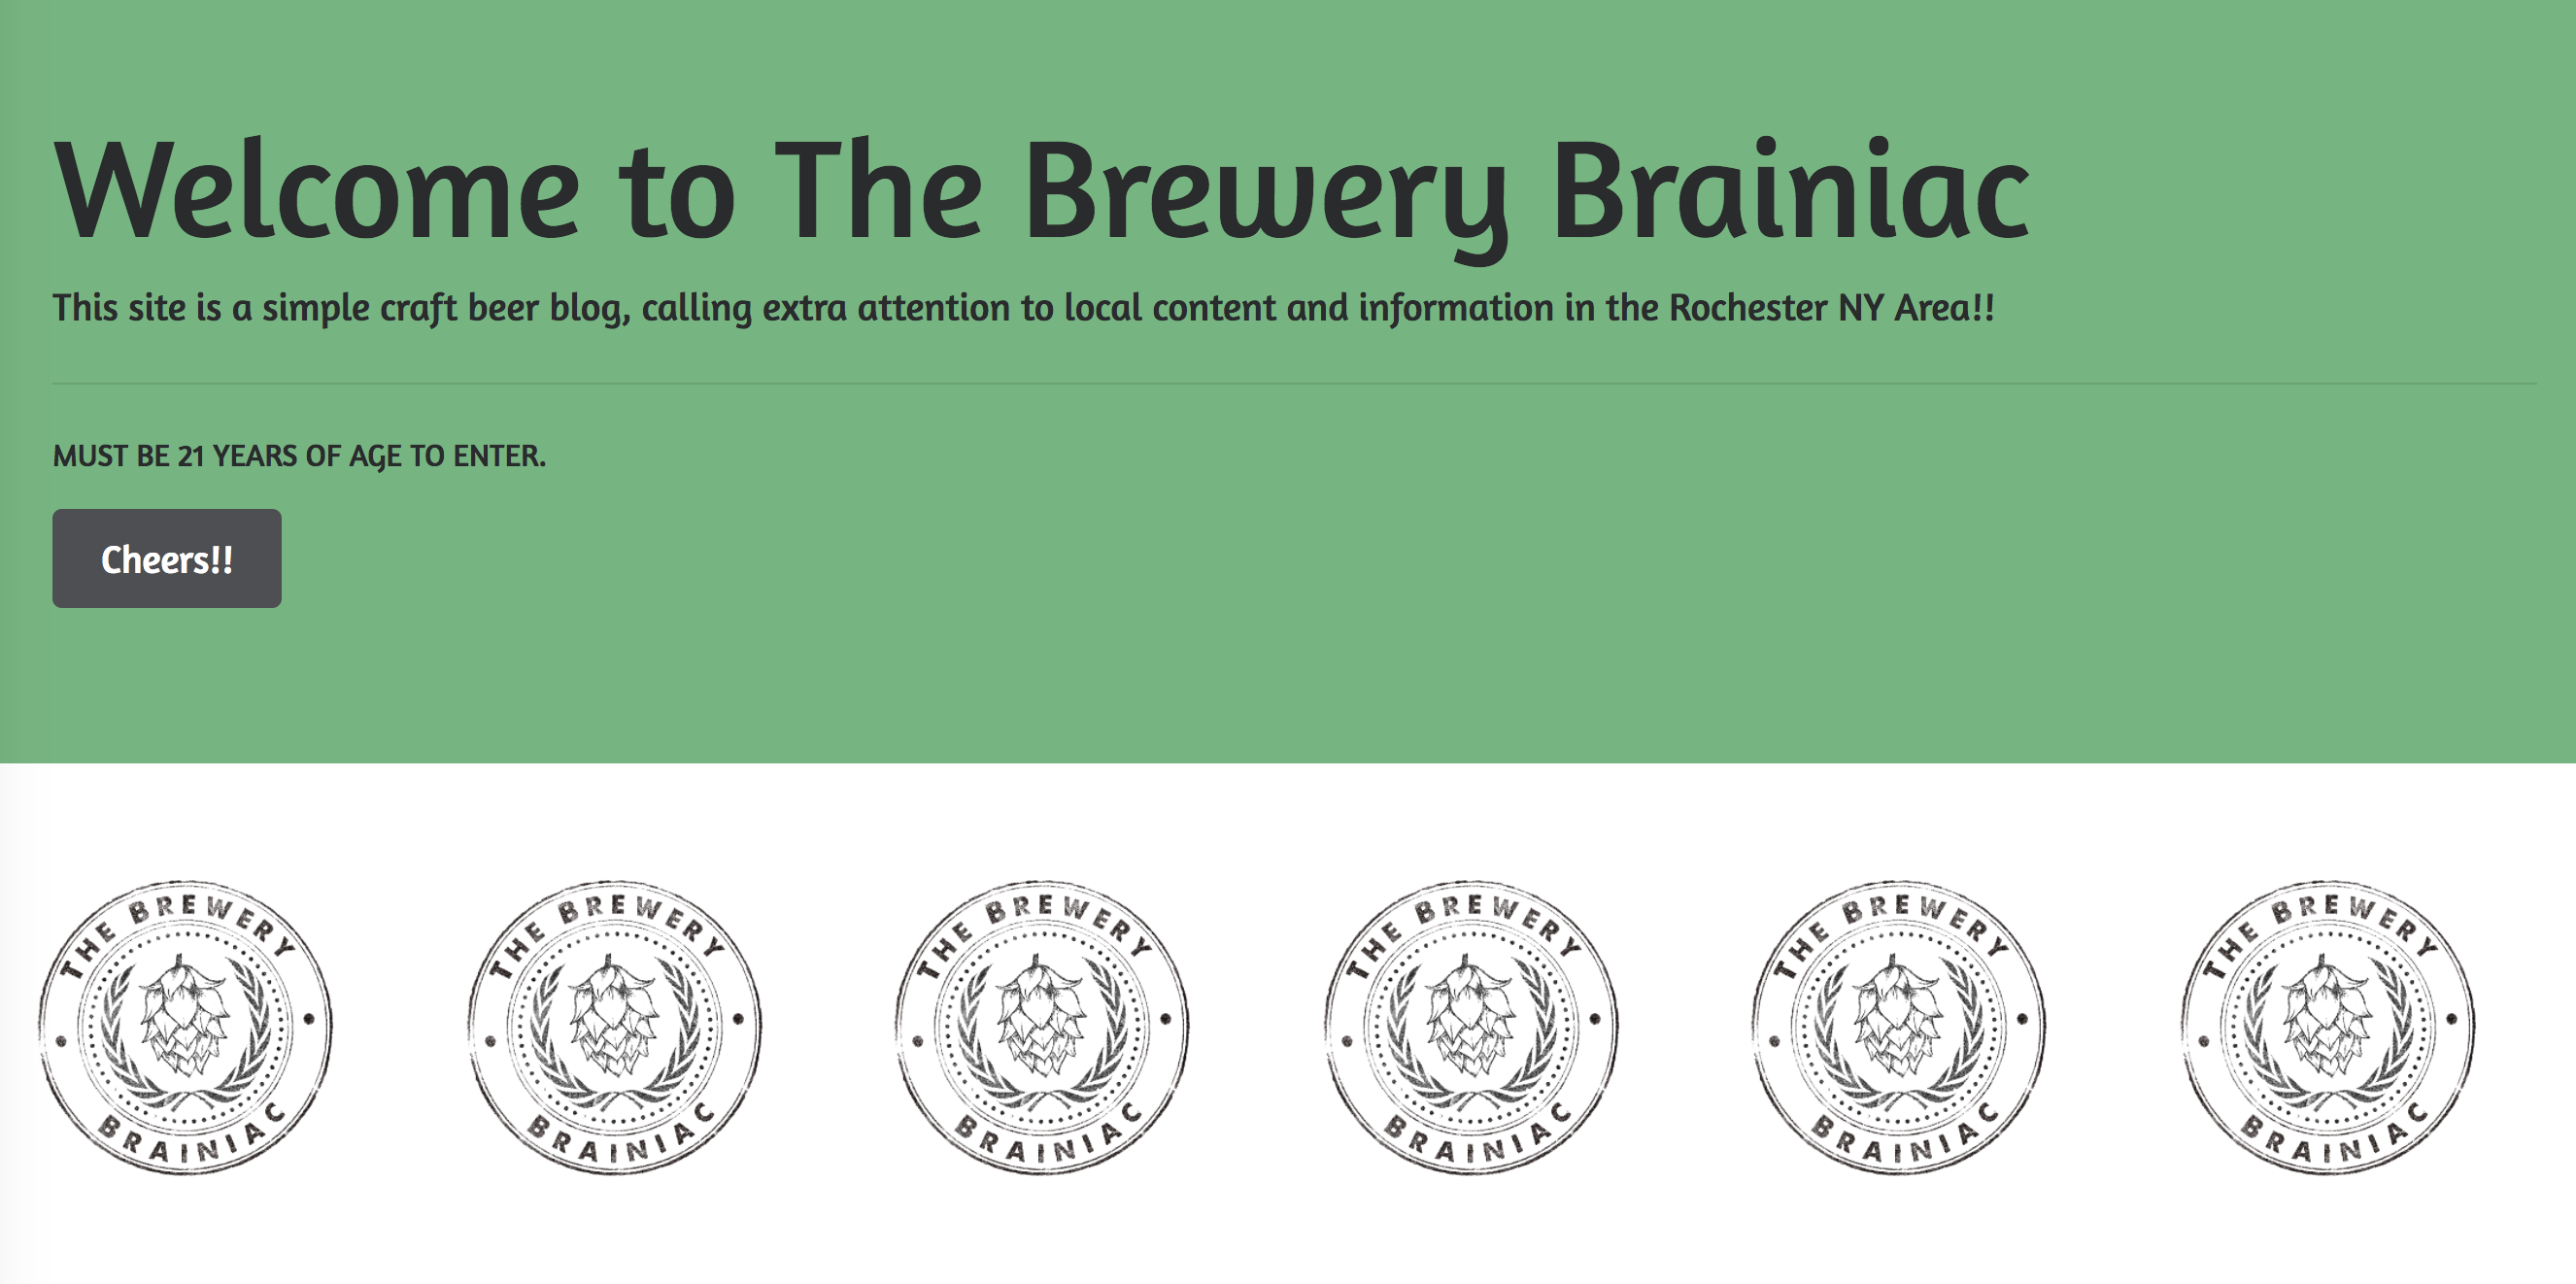 Welcome to The Brewery Brainiac
This site is a simple craft beer blog, calling extra attention to local content and information in the Rochester NY Area!!
MUST BE 21 YEARS OF AGE TO ENTER.
Cheers!!
THE BREWERY
BRAINIAC
THE BREWERY
BRAINIAC
THE BREWERY
BRAINIAC
THE BREWERY
BRAINIAC
THE BREWERY
BRAINIAC
THE BREWERY
BRAINIAC